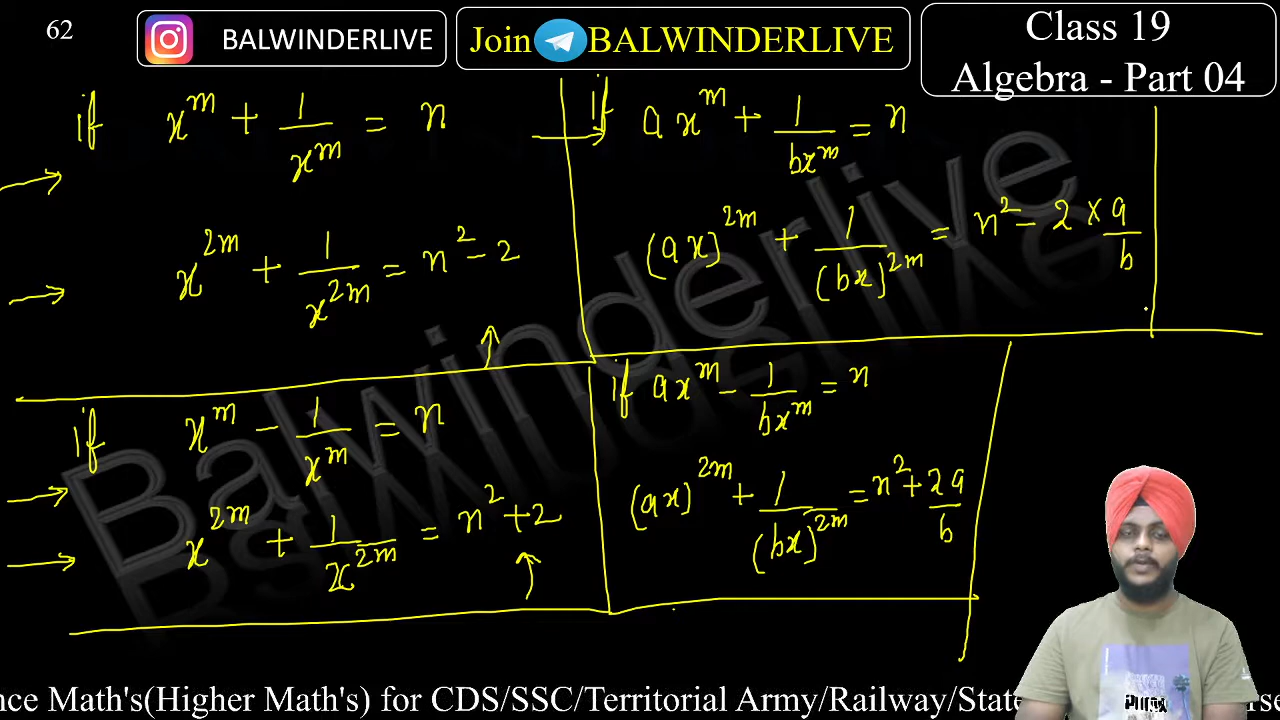 62
BALWINDERLIVE
Join BALWINDERLIVE
Class 19
Algebra - Part 04
if x^m + 1/x^m = n
x^2m + 1/x^2m = n^2 - 2
if ax^m + 1/bx^m = n
(ax)^2m + 1/(bx)^2m = n^2 - 2 × a/b
if x^m - 1/x^m = n
x^2m + 1/x^2m = n^2 + 2
if ax^m - 1/bx^m = n
(ax)^2m + 1/(bx)^2m = n^2 + 2a/b
Balwinderlive
nce Math's(Higher Math's) for CDS/SSC/Territorial Army/Railway/State